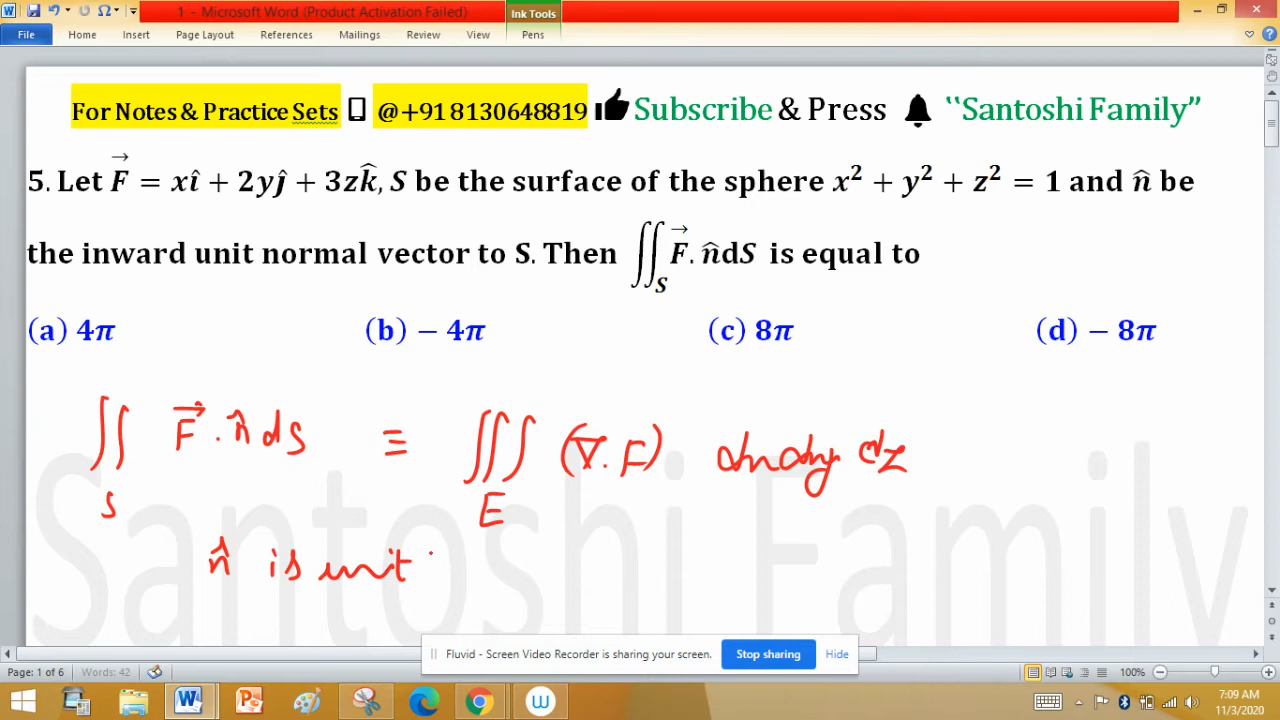 1 - Microsoft Word (Product Activation Failed)
Ink Tools
File Home Insert Page Layout References Mailings Review View Pens
For Notes & Practice Sets @+91 8130648819 Subscribe & Press ‟Santoshi Family”
5. Let F⃗ = xî + 2yĵ + 3zk̂, S be the surface of the sphere x² + y² + z² = 1 and n̂ be
the inward unit normal vector to S. Then ∬_S F⃗. n̂dS is equal to
(a) 4π (b) − 4π (c) 8π (d) − 8π
∬_S F⃗ . n̂ ds ≡ ∭_E (∇. F) dx dy dz
n̂ is unit
Santoshi Family
Fluvid - Screen Video Recorder is sharing your screen. Stop sharing Hide
Page: 1 of 6 Words: 42 100%
7:09 AM
11/3/2020